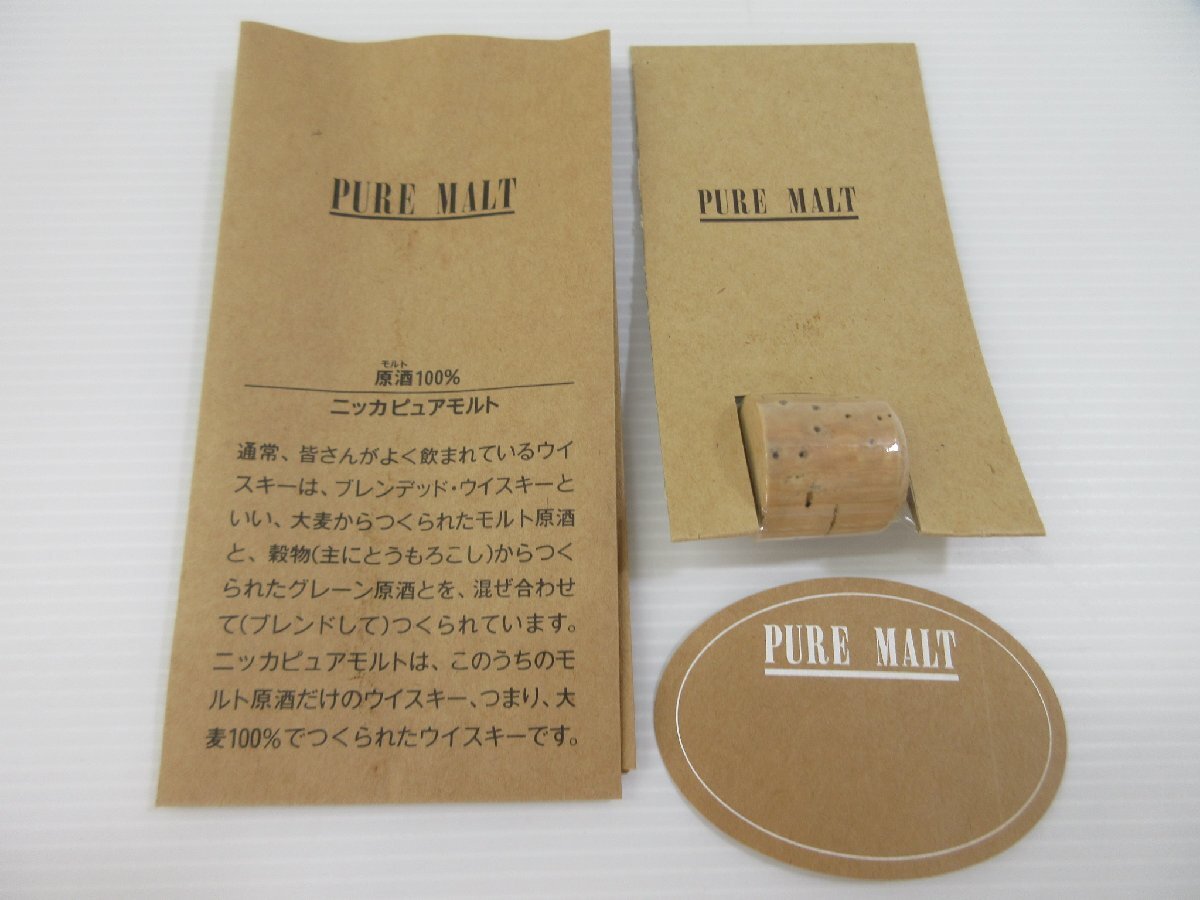 PURE MALT
モルト
原酒100%
ニッカピュアモルト
通常、皆さんがよく飲まれているウイ
スキーは、ブレンデッド・ウイスキーと
いい、大麦からつくられたモルト原酒
と、穀物(主にとうもろこし)からつく
られたグレーン原酒とを、混ぜ合わせ
て(ブレンドして)つくられています。
ニッカピュアモルトは、このうちのモ
ルト原酒だけのウイスキー、つまり、大
麦100%でつくられたウイスキーです。
PURE MALT
PURE MALT